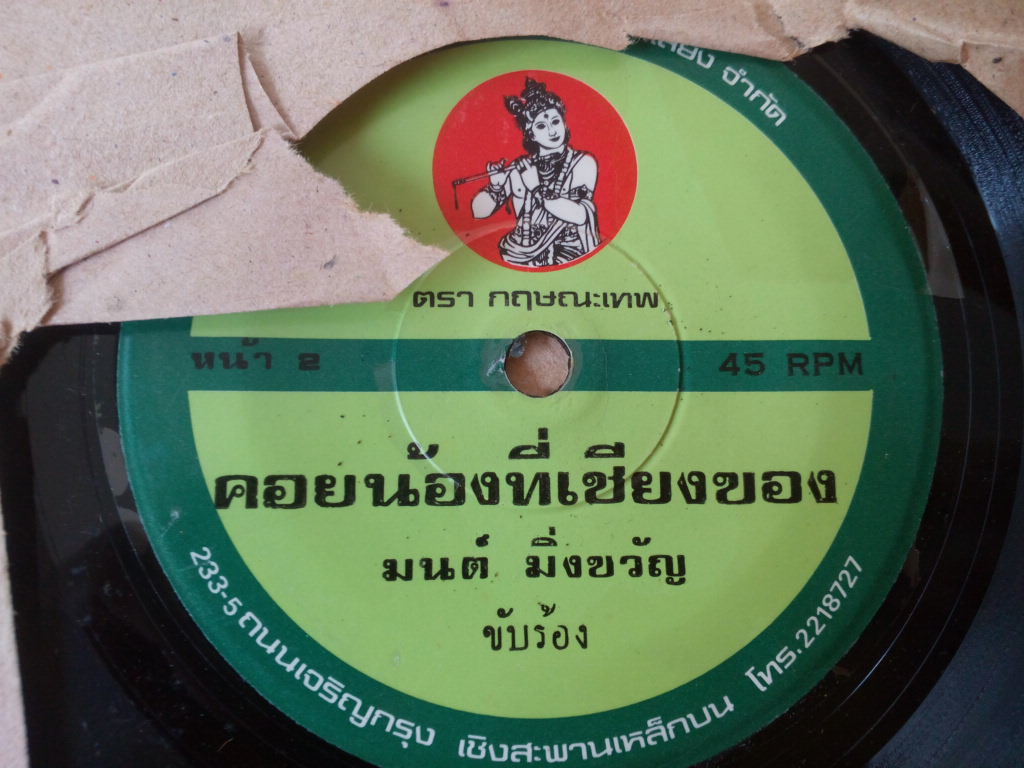 จำกัด
ตรา กฤษณะเทพ
หน้า 2
45 RPM
คอยน้องที่เชียงของ
มนต์ มิ่งขวัญ
ขับร้อง
233-5 ถนนเจริญกรุง เชิงสะพานเหล็กบน โทร.2218727